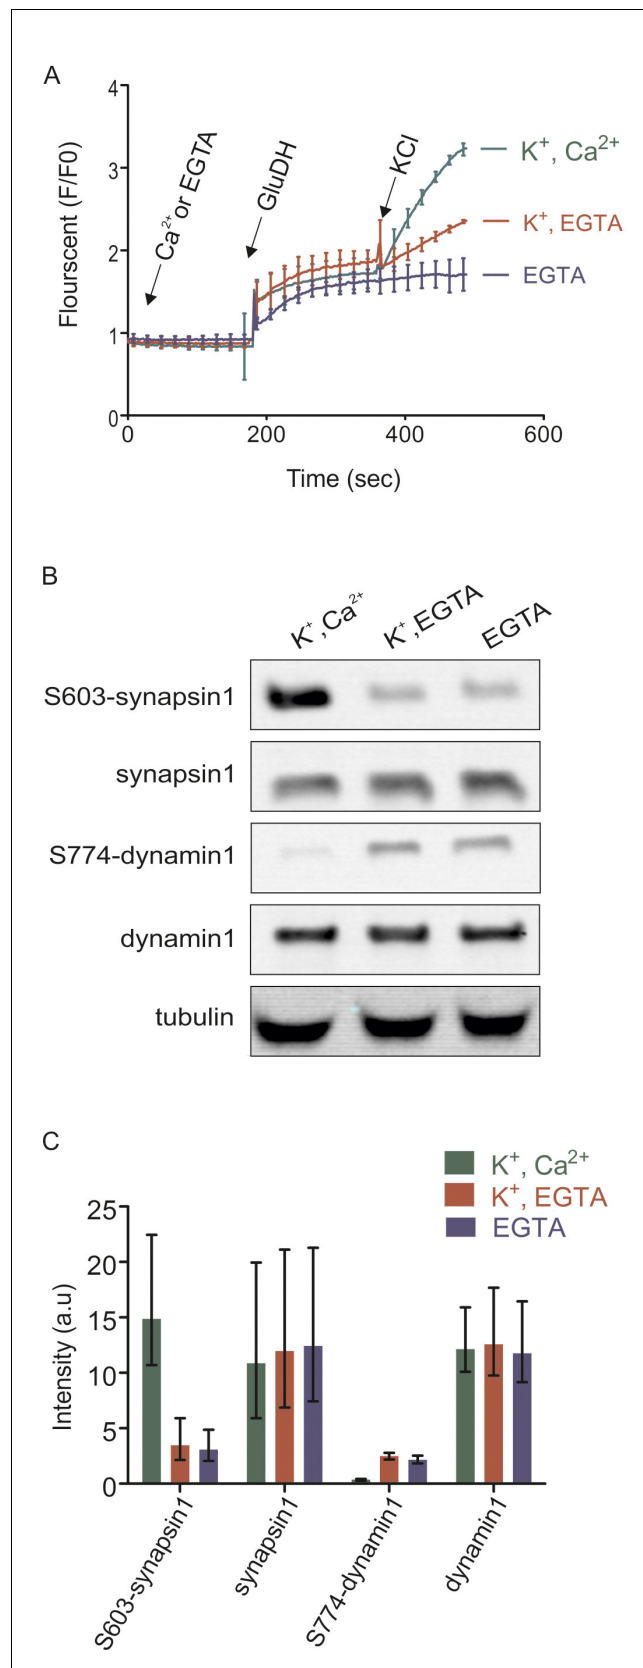 A
Flourscent (F/F0)
4
3
2
1
0
0
200
400
600
Time (sec)
Ca2+ or EGTA
GluDH
KCl
K+, Ca2+
K+, EGTA
EGTA
B
K+,Ca2+
K+,EGTA
EGTA
S603-synapsin1
synapsin1
S774-dynamin1
dynamin1
tubulin
C
K+, Ca2+
K+, EGTA
EGTA
Intensity (a.u)
25
20
15
10
5
0
S603-synapsin1
synapsin1
S774-dynamin1
dynamin1